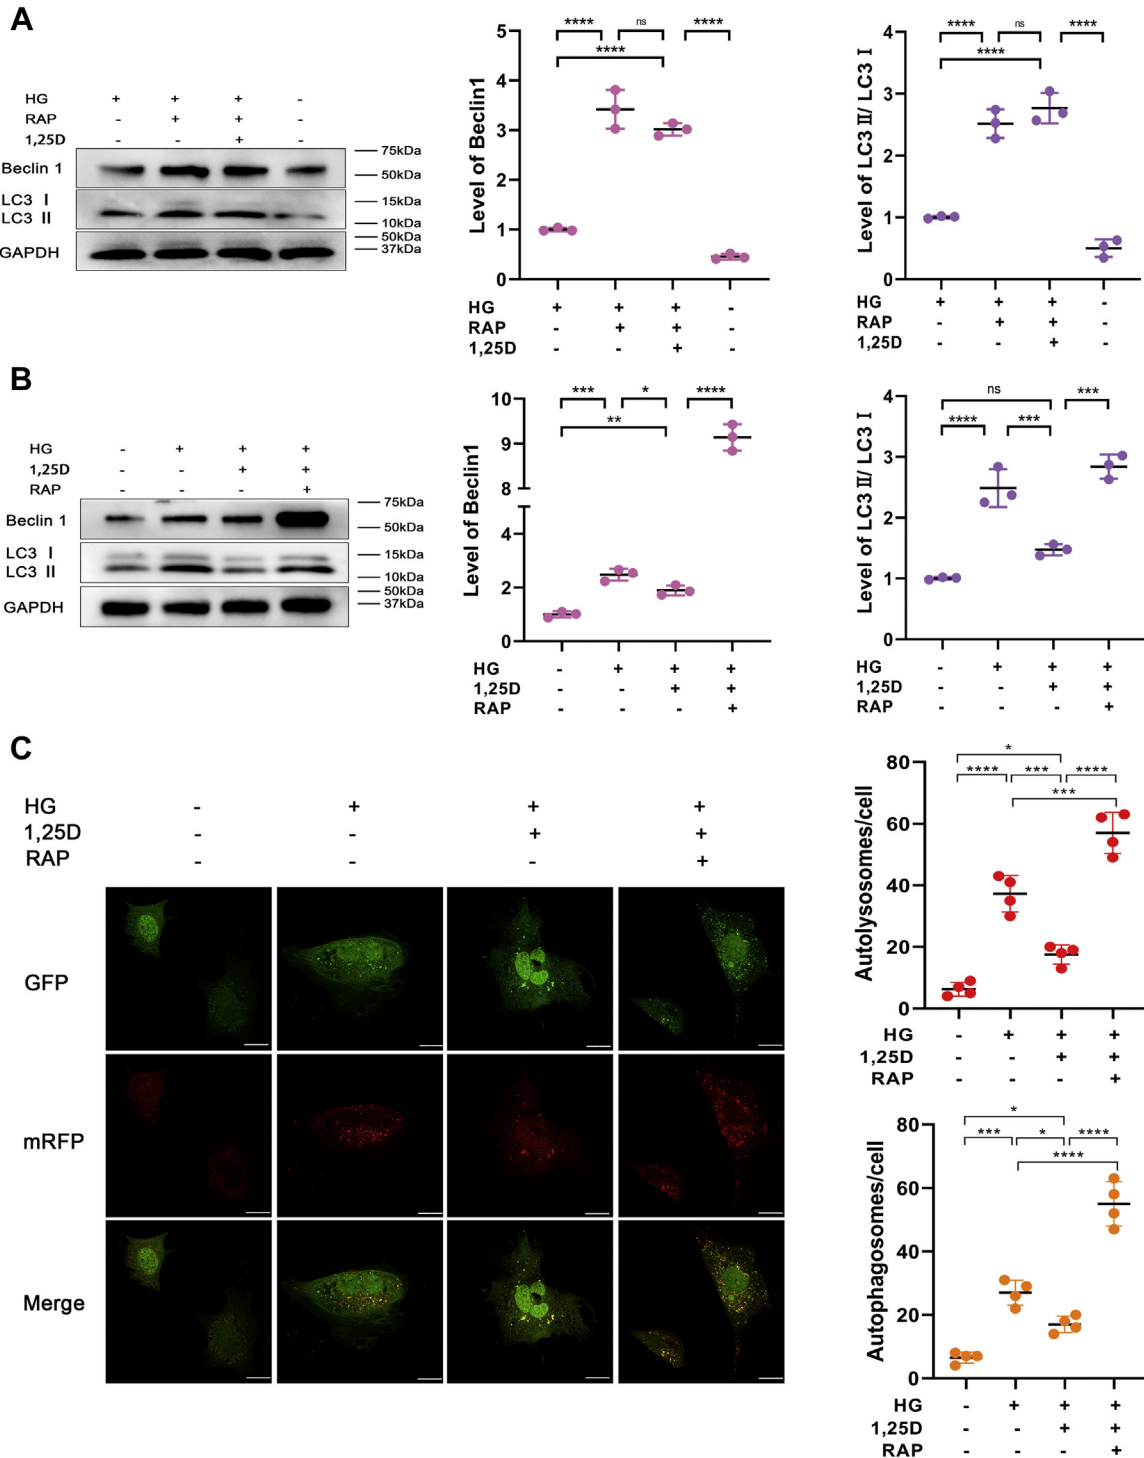 A
HG + + + -
RAP - + + -
1,25D - - + -
Beclin 1
LC3 I
LC3 II
GAPDH
75kDa
50kDa
15kDa
10kDa
50kDa
37kDa
Level of Beclin1
5
4
3
2
1
0
**** ns ****
****
HG + + + -
RAP - + + -
1,25D - - + -
Level of LC3 II/ LC3 I
4
3
2
1
0
**** ns ****
****
HG + + + -
RAP - + + -
1,25D - - + -
B
HG - + + +
1,25D - - + +
RAP - - - +
Beclin 1
LC3 I
LC3 II
GAPDH
75kDa
50kDa
15kDa
10kDa
50kDa
37kDa
Level of Beclin1
10
9
8
4
2
0
*** * ****
**
HG - + + +
1,25D - - + +
RAP - - - +
Level of LC3 II/ LC3 I
4
3
2
1
0
ns ***
**** ***
HG - + + +
1,25D - - + +
RAP - - - +
C
HG - + + +
1,25D - - + +
RAP - - - +
GFP
mRFP
Merge
Autolysosomes/cell
80
60
40
20
0
*
**** *** ****
***
HG - + + +
1,25D - - + +
RAP - - - +
Autophagosomes/cell
80
60
40
20
0
*
*** * ****
****
HG - + + +
1,25D - - + +
RAP - - - +